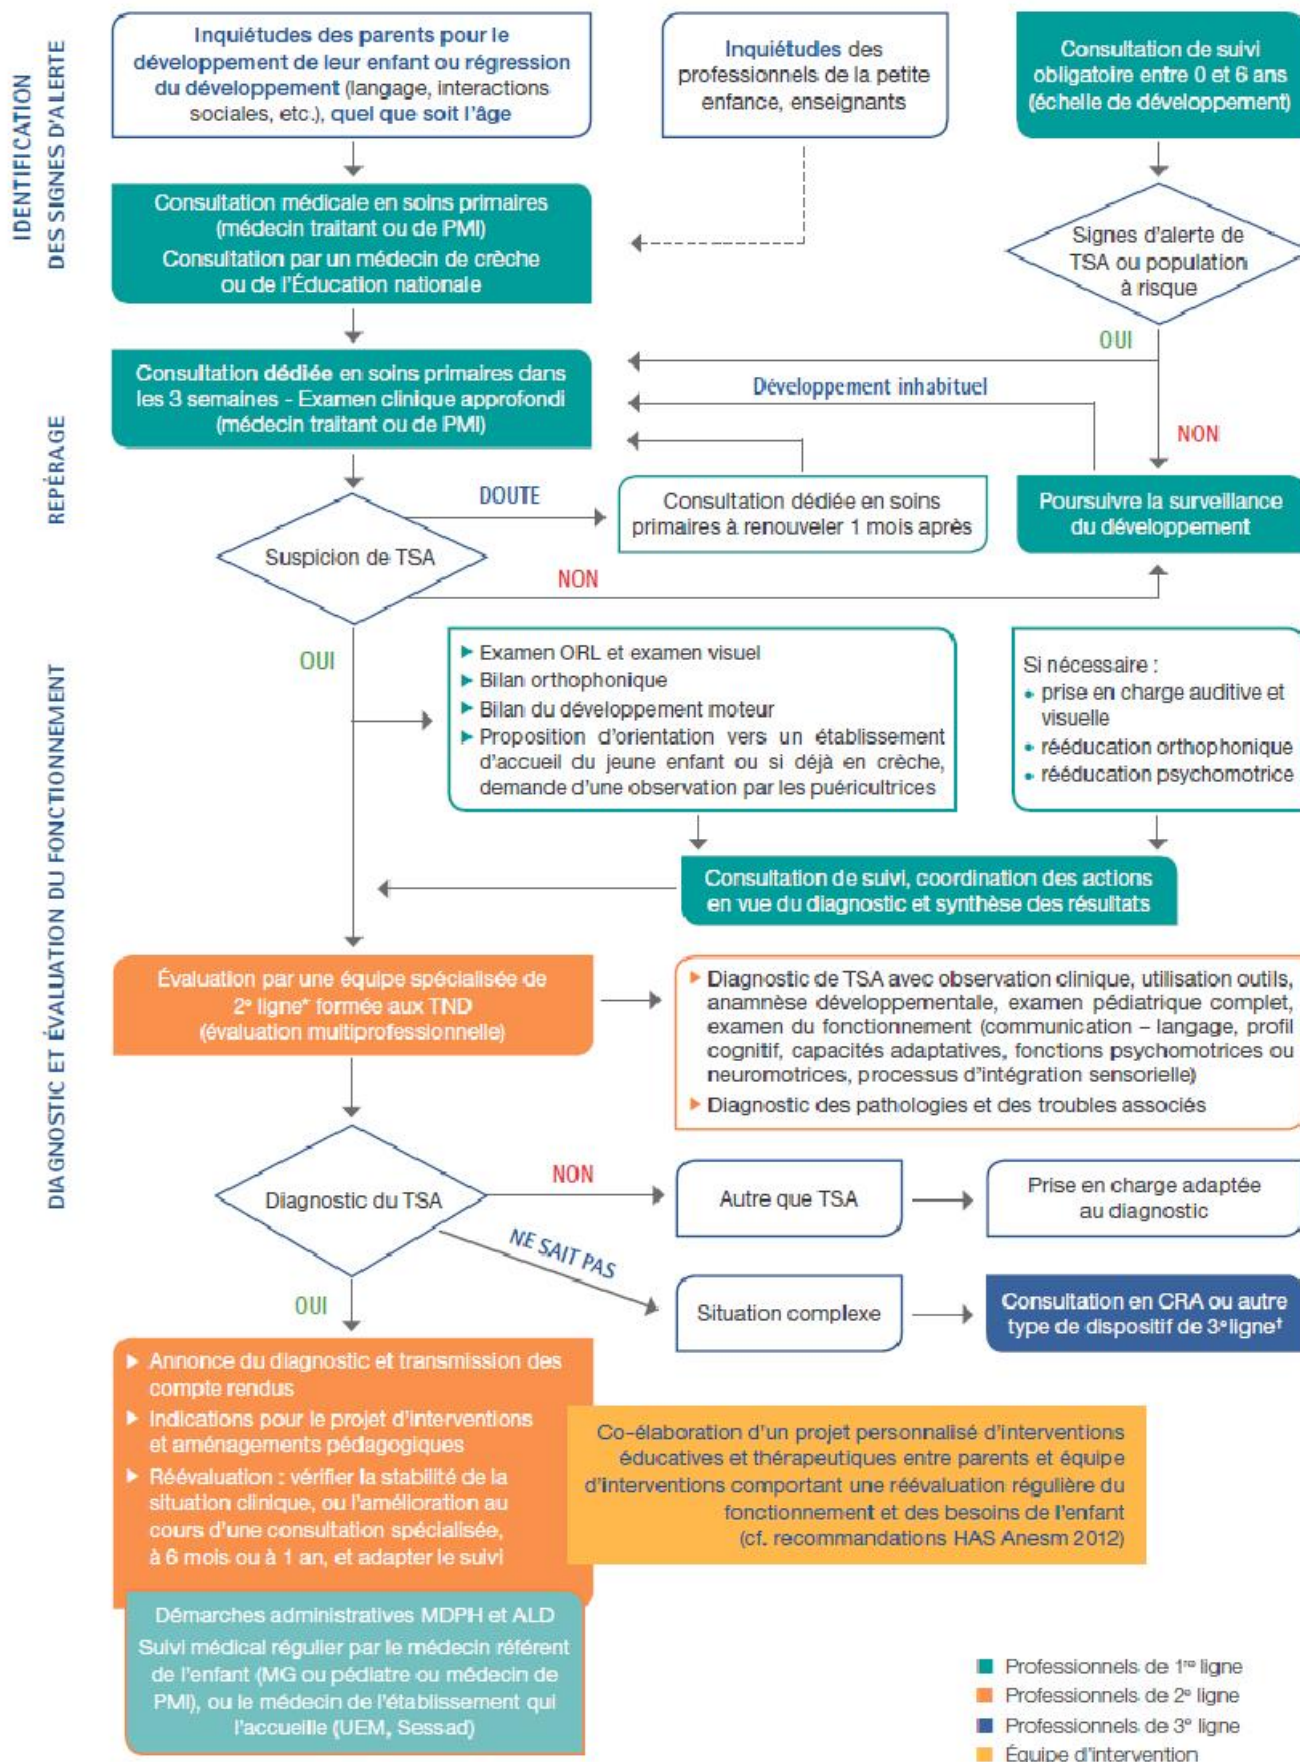 IDENTIFICATION
DES SIGNES D'ALERTE
Inquiétudes des parents pour le
développement de leur enfant ou régression
du développement (langage, interactions
sociales, etc.), quel que soit l'âge
Inquiétudes des
professionnels de la petite
enfance, enseignants
Consultation de suivi
obligatoire entre 0 et 6 ans
(échelle de développement)
Consultation médicale en soins primaires
(médecin traitant ou de PMI)
Consultation par un médecin de crèche
ou de l'Éducation nationale
Signes d'alerte de
TSA ou population
à risque
OUI
NON
REPÉRAGE
Consultation dédiée en soins primaires dans
les 3 semaines - Examen clinique approfondi
(médecin traitant ou de PMI)
Développement inhabituel
DOUTE
Consultation dédiée en soins
primaires à renouveler 1 mois après
Poursuivre la surveillance
du développement
Suspicion de TSA
NON
OUI
DIAGNOSTIC ET ÉVALUATION DU FONCTIONNEMENT
► Examen ORL et examen visuel
► Bilan orthophonique
► Bilan du développement moteur
► Proposition d'orientation vers un établissement
d'accueil du jeune enfant ou si déjà en crèche,
demande d'une observation par les puéricultrices
Si nécessaire :
• prise en charge auditive et
visuelle
• rééducation orthophonique
• rééducation psychomotrice
Consultation de suivi, coordination des actions
en vue du diagnostic et synthèse des résultats
Évaluation par une équipe spécialisée de
2e ligne* formée aux TND
(évaluation multiprofessionnelle)
► Diagnostic de TSA avec observation clinique, utilisation outils,
anamnèse développementale, examen pédiatrique complet,
examen du fonctionnement (communication – langage, profil
cognitif, capacités adaptatives, fonctions psychomotrices ou
neuromotrices, processus d'intégration sensorielle)
► Diagnostic des pathologies et des troubles associés
Diagnostic du TSA
NON
Autre que TSA
Prise en charge adaptée
au diagnostic
NE SAIT PAS
Situation complexe
Consultation en CRA ou autre
type de dispositif de 3e ligne†
OUI
► Annonce du diagnostic et transmission des
compte rendus
► Indications pour le projet d'interventions
et aménagements pédagogiques
► Réévaluation : vérifier la stabilité de la
situation clinique, ou l'amélioration au
cours d'une consultation spécialisée,
à 6 mois ou à 1 an, et adapter le suivi
Co-élaboration d'un projet personnalisé d'interventions
éducatives et thérapeutiques entre parents et équipe
d'interventions comportant une réévaluation régulière du
fonctionnement et des besoins de l'enfant
(cf. recommandations HAS Anesm 2012)
Démarches administratives MDPH et ALD
Suivi médical régulier par le médecin référent
de l'enfant (MG ou pédiatre ou médecin de
PMI), ou le médecin de l'établissement qui
l'accueille (UEM, Sessad)
Professionnels de 1re ligne
Professionnels de 2e ligne
Professionnels de 3e ligne
Équipe d'intervention